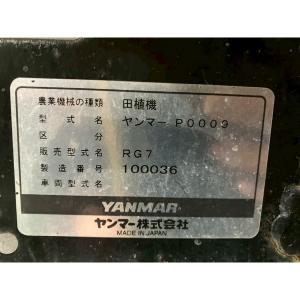 農業機械の種類 田植機
型式名 ヤンマー P0003
区分
販売型式名 RG7
製造番号 100036
車両型式名
YANMAR
ヤンマー株式会社
MADE IN JAPAN